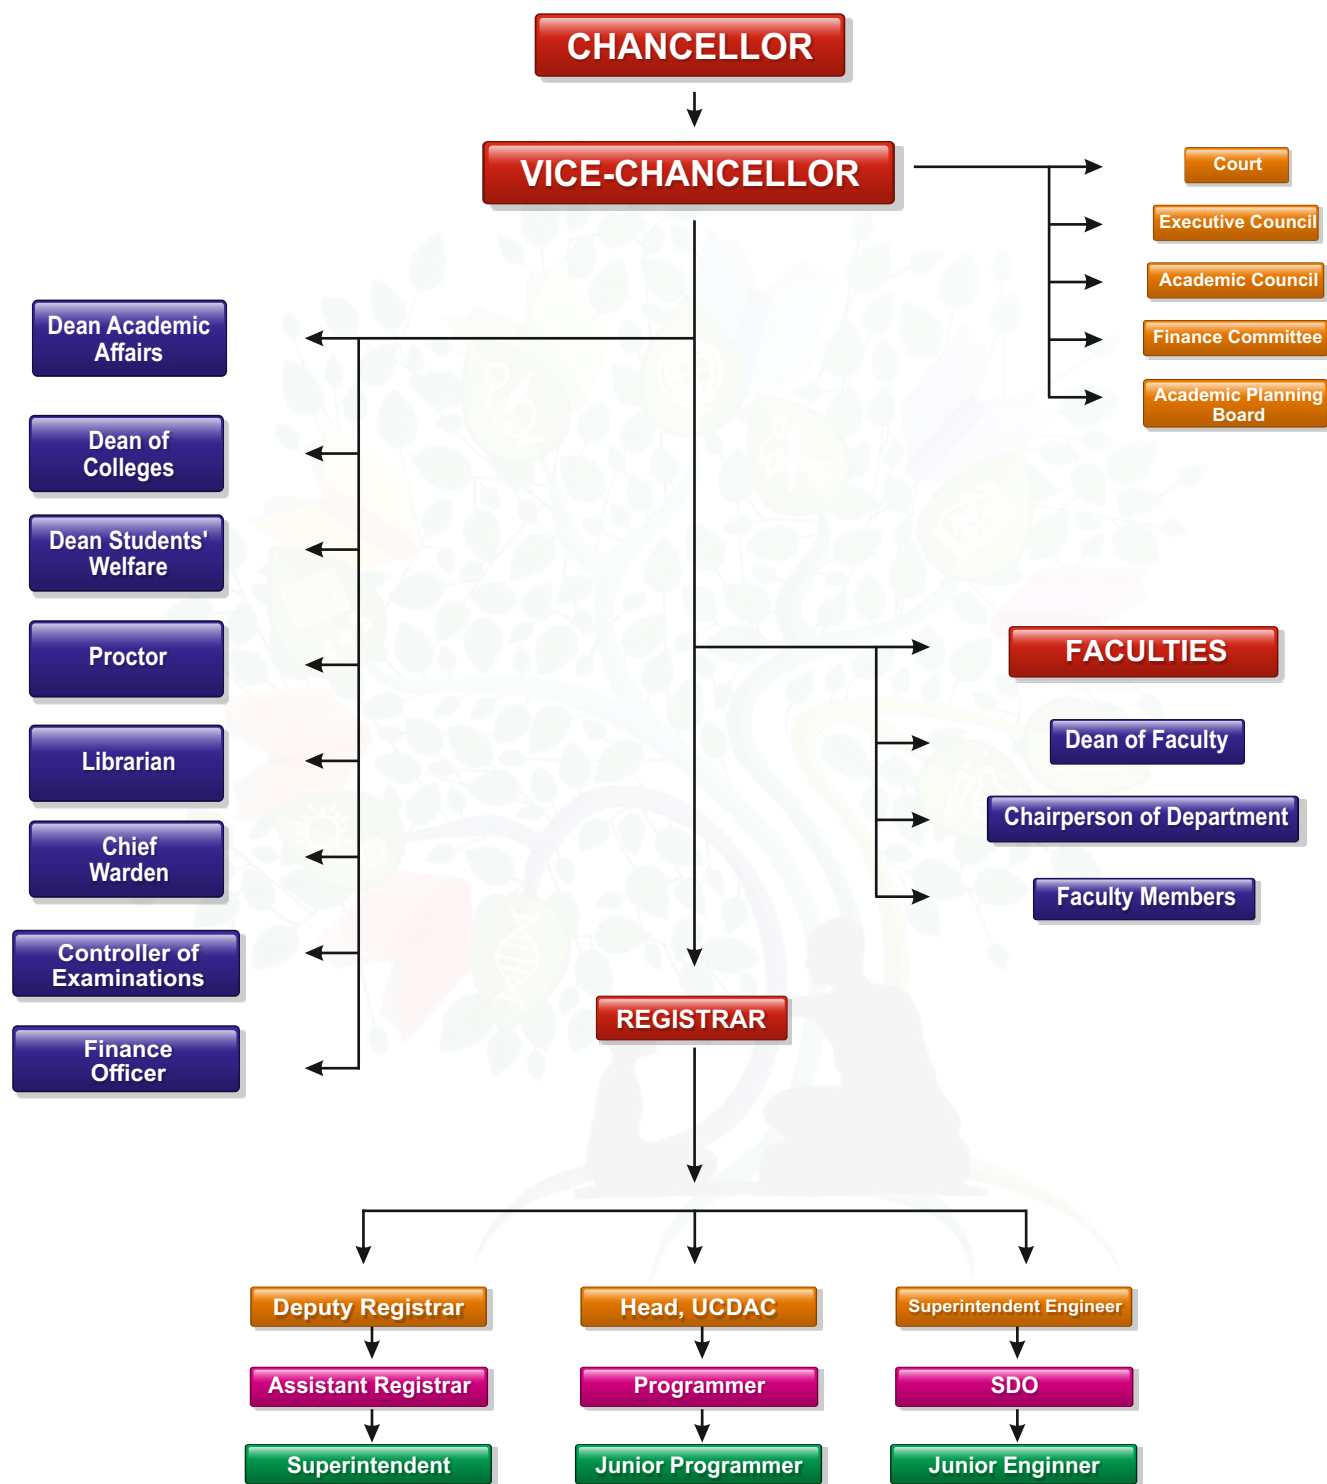 CHANCELLOR
VICE-CHANCELLOR
Court
Executive Council
Academic Council
Finance Committee
Academic Planning
Board
Dean Academic
Affairs
Dean of
Colleges
Dean Students'
Welfare
Proctor
Librarian
Chief
Warden
Controller of
Examinations
Finance
Officer
FACULTIES
Dean of Faculty
Chairperson of Department
Faculty Members
REGISTRAR
Deputy Registrar
Head, UCDAC
Superintendent Engineer
Assistant Registrar
Programmer
SDO
Superintendent
Junior Programmer
Junior Enginner